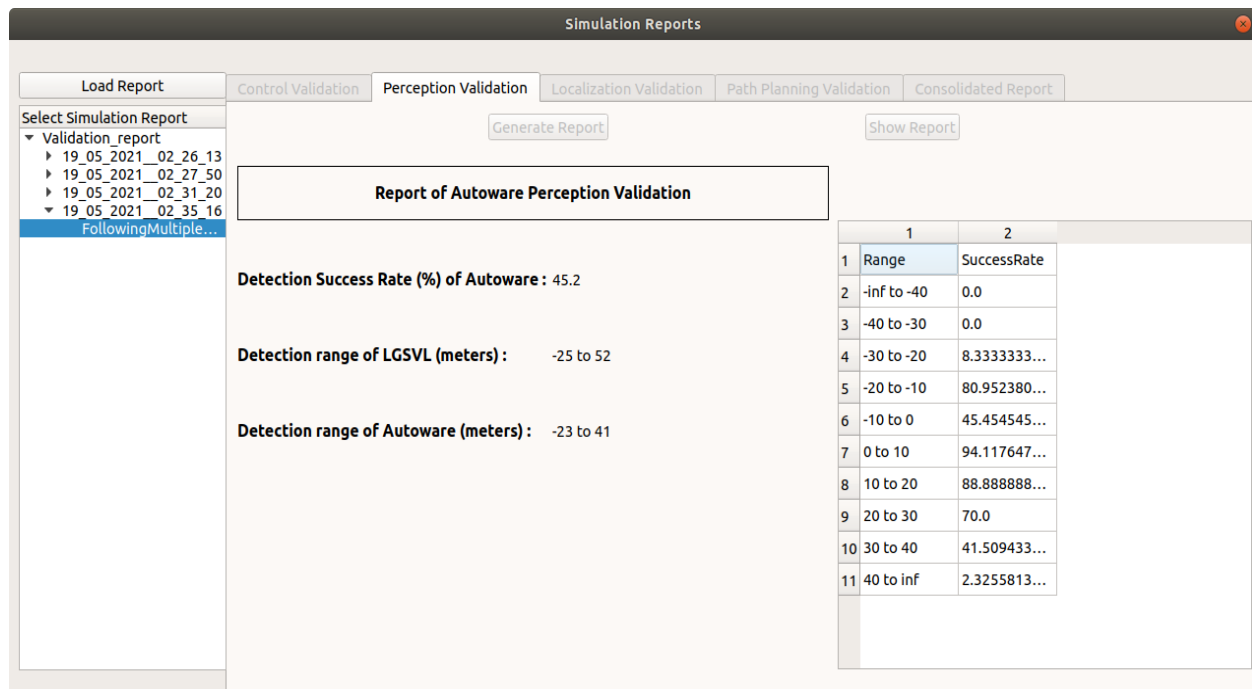 Simulation Reports
Load Report
Control Validation
Perception Validation
Localization Validation
Path Planning Validation
Consolidated Report
Select Simulation Report
Validation_report
19_05_2021__02_26_13
19_05_2021__02_27_50
19_05_2021__02_31_20
19_05_2021__02_35_16
FollowingMultiple...
Generate Report
Show Report
Report of Autoware Perception Validation
Detection Success Rate (%) of Autoware : 45.2
Detection range of LGSVL (meters) : -25 to 52
Detection range of Autoware (meters) : -23 to 41
1 2
1 Range SuccessRate
2 -inf to -40 0.0
3 -40 to -30 0.0
4 -30 to -20 8.3333333...
5 -20 to -10 80.952380...
6 -10 to 0 45.454545...
7 0 to 10 94.117647...
8 10 to 20 88.888888...
9 20 to 30 70.0
10 30 to 40 41.509433...
11 40 to inf 2.3255813...